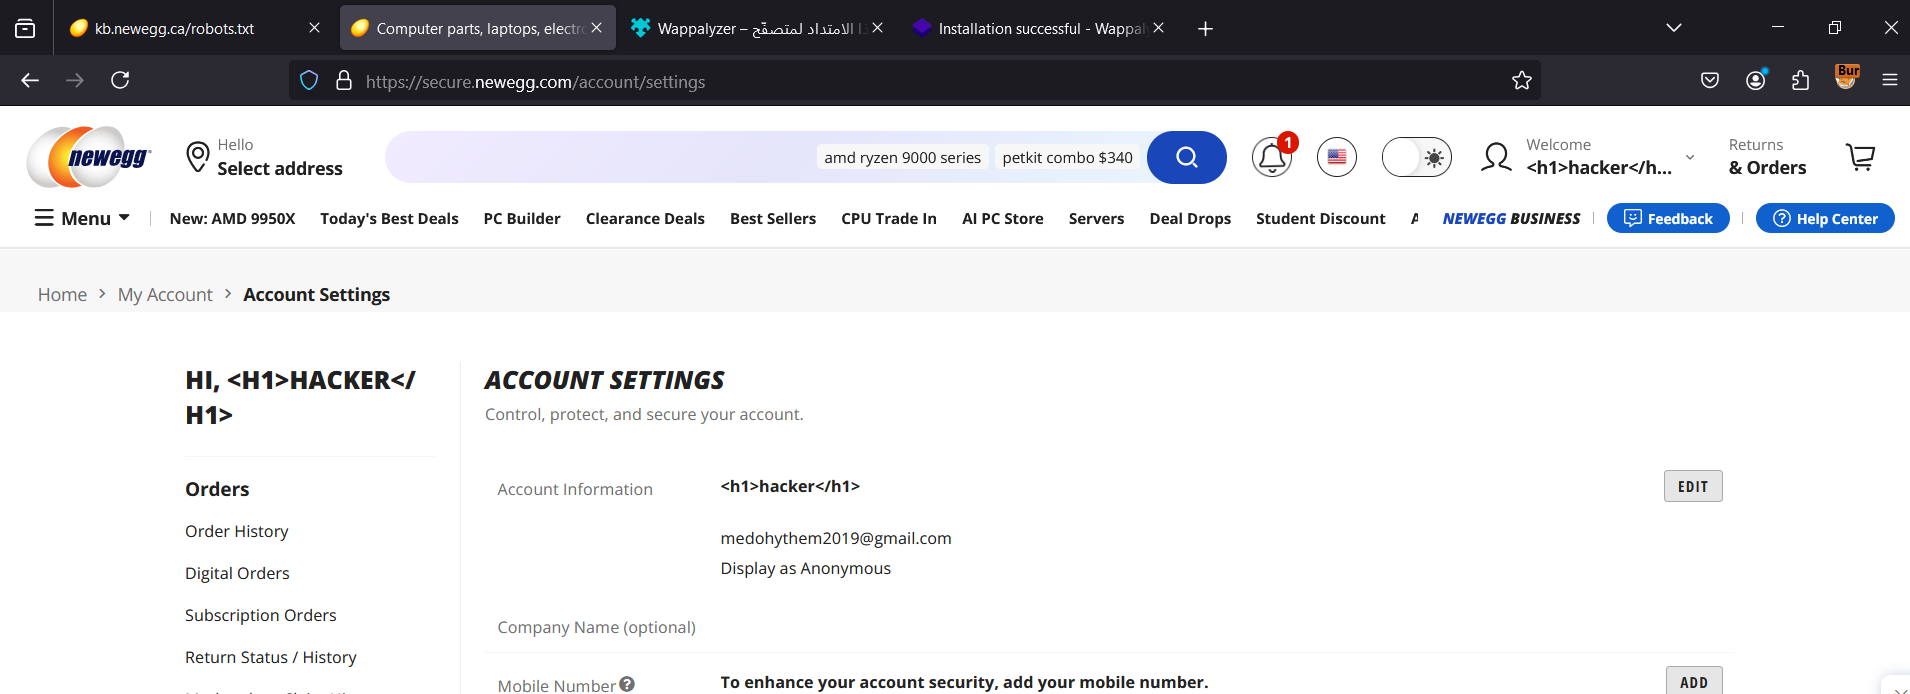 kb.newegg.ca/robots.txt
Computer parts, laptops, electro
Wappalyzer – ذا الامتداد لمتصفّح
Installation successful - Wappal
https://secure.newegg.com/account/settings
Bur
newegg
Hello
Select address
amd ryzen 9000 series
petkit combo $340
1
Welcome
<h1>hacker</h...
Returns
& Orders
Menu
New: AMD 9950X
Today's Best Deals
PC Builder
Clearance Deals
Best Sellers
CPU Trade In
AI PC Store
Servers
Deal Drops
Student Discount
NEWEGG BUSINESS
Feedback
Help Center
Home > My Account > Account Settings
HI, <H1>HACKER</
H1>
ACCOUNT SETTINGS
Control, protect, and secure your account.
Orders
Order History
Digital Orders
Subscription Orders
Return Status / History
Account Information
<h1>hacker</h1>
EDIT
medohythem2019@gmail.com
Display as Anonymous
Company Name (optional)
Mobile Number
To enhance your account security, add your mobile number.
ADD